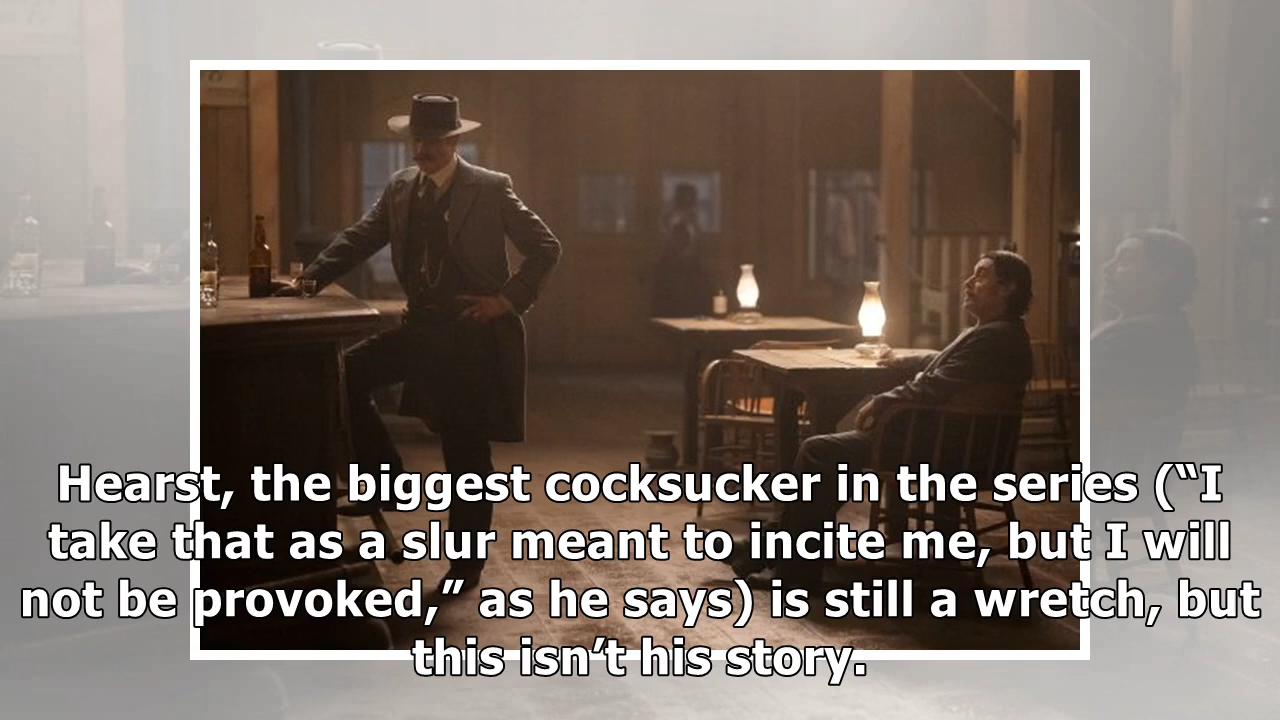 Hearst, the biggest cocksucker in the series (“I
take that as a slur meant to incite me, but I will
not be provoked,” as he says) is still a wretch, but
this isn’t his story.